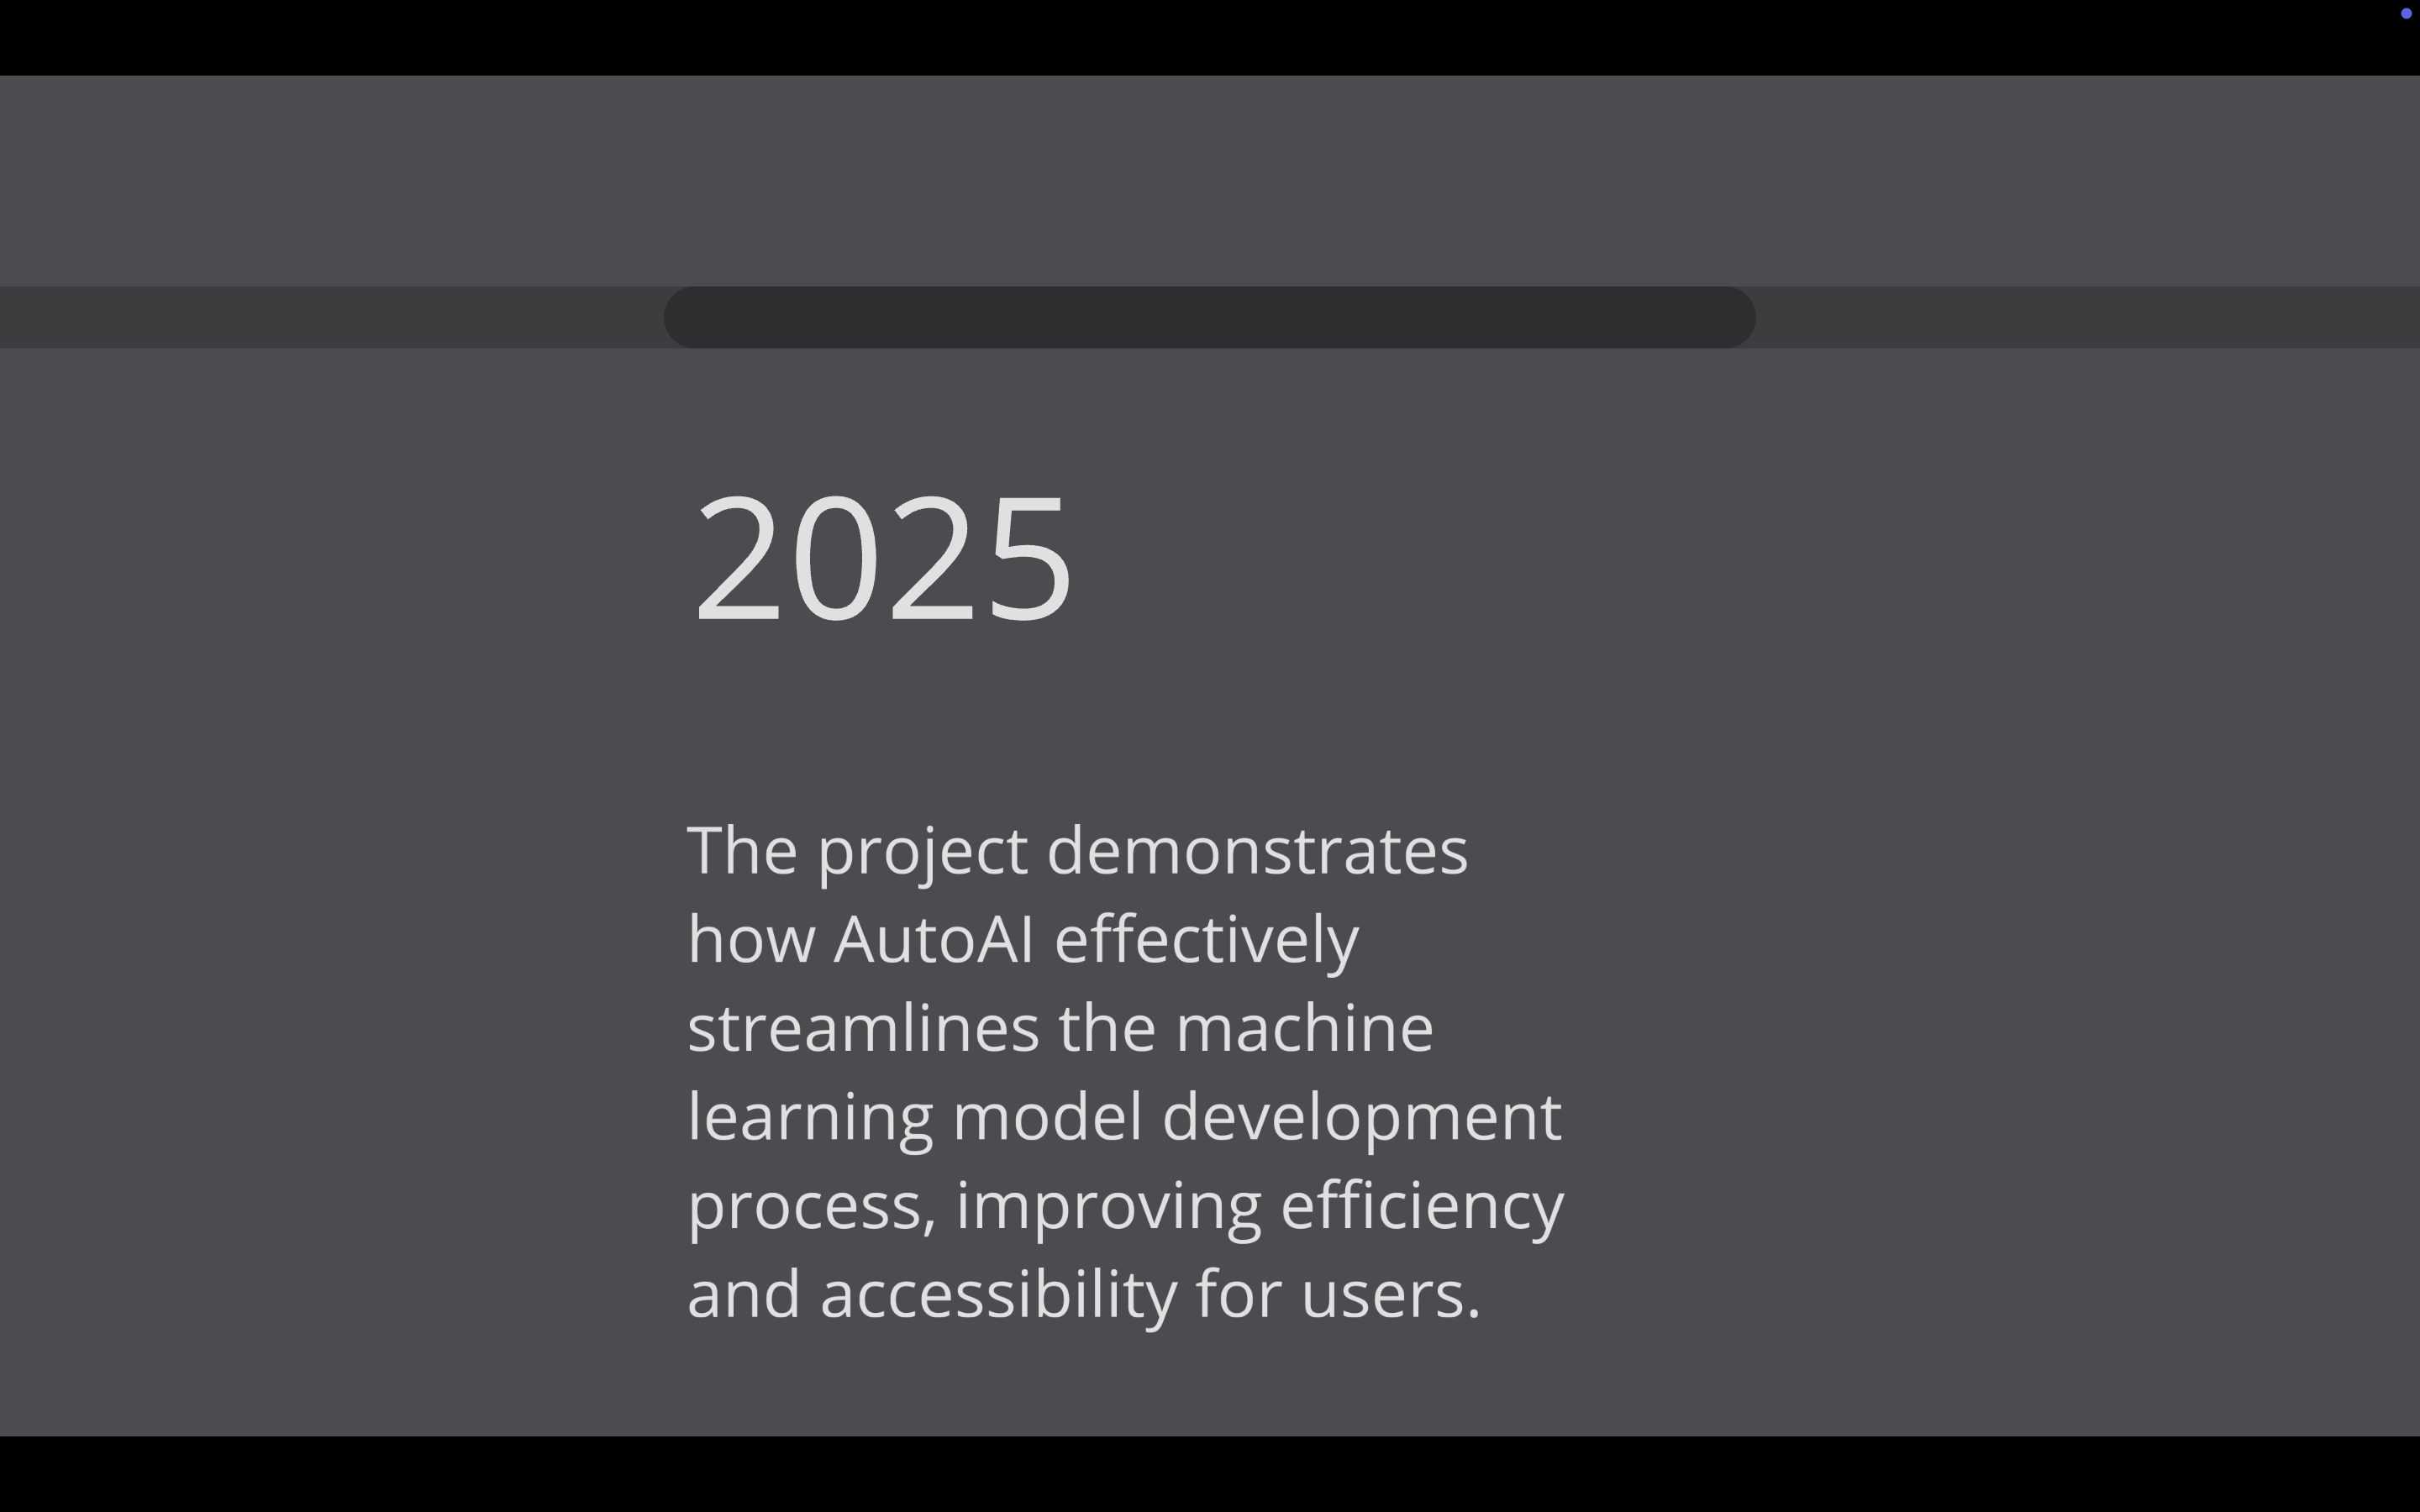 2025
The project demonstrates
how AutoAI effectively
streamlines the machine
learning model development
process, improving efficiency
and accessibility for users.